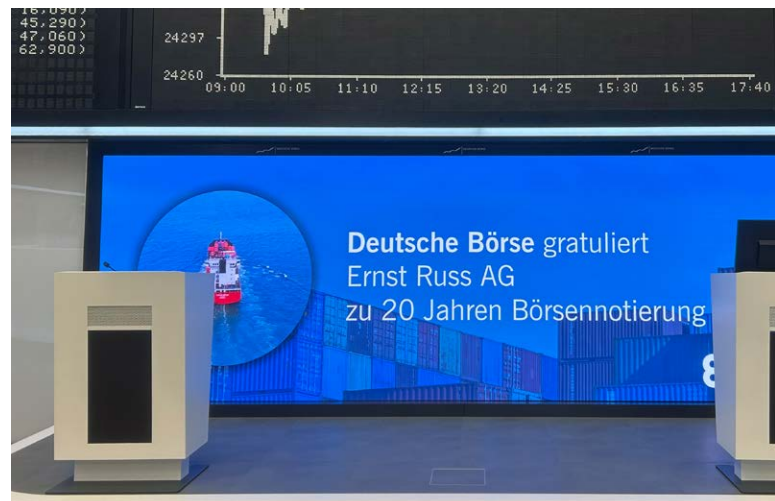 16,090)
45,290)
47,060)
62,900)
24297
24260
09:00 10:05 11:10 12:15 13:20 14:25 15:30 16:35 17:40
Deutsche Börse gratuliert
Ernst Russ AG
zu 20 Jahren Börsennotierung